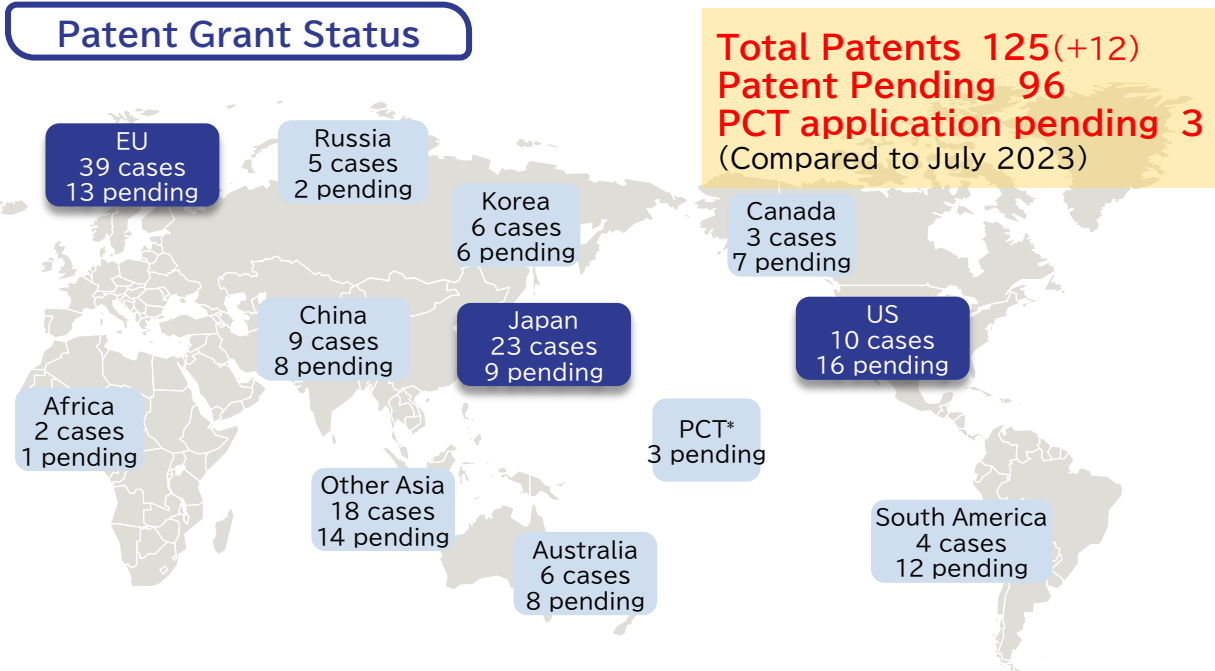 Patent Grant Status
Total Patents 125(+12)
Patent Pending 96
PCT application pending 3
(Compared to July 2023)
EU
39 cases
13 pending
Russia
5 cases
2 pending
Korea
6 cases
6 pending
Canada
3 cases
7 pending
China
9 cases
8 pending
Japan
23 cases
9 pending
US
10 cases
16 pending
Africa
2 cases
1 pending
PCT*
3 pending
Other Asia
18 cases
14 pending
Australia
6 cases
8 pending
South America
4 cases
12 pending